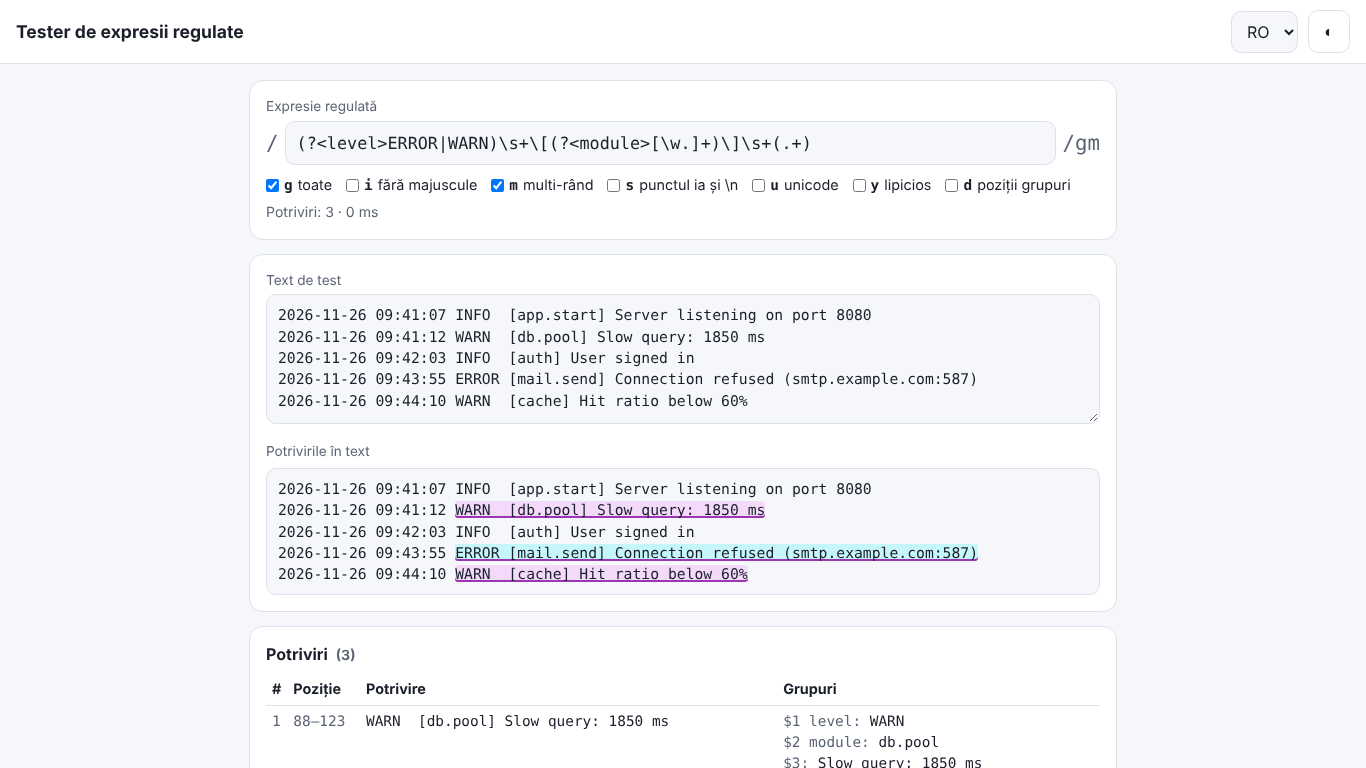 Tester de expresii regulate
RO
Expresie regulată
/ (?<level>ERROR|WARN)\s+\[(?<module>[\w.]+)\]\s+(.+) /gm
g toate i fără majuscule m multi-rând s punctul ia și \n u unicode y lipicios d poziții grupuri
Potriviri: 3 · 0 ms
Text de test
2026-11-26 09:41:07 INFO  [app.start] Server listening on port 8080
2026-11-26 09:41:12 WARN  [db.pool] Slow query: 1850 ms
2026-11-26 09:42:03 INFO  [auth] User signed in
2026-11-26 09:43:55 ERROR [mail.send] Connection refused (smtp.example.com:587)
2026-11-26 09:44:10 WARN  [cache] Hit ratio below 60%
Potrivirile în text
2026-11-26 09:41:07 INFO  [app.start] Server listening on port 8080
2026-11-26 09:41:12 WARN  [db.pool] Slow query: 1850 ms
2026-11-26 09:42:03 INFO  [auth] User signed in
2026-11-26 09:43:55 ERROR [mail.send] Connection refused (smtp.example.com:587)
2026-11-26 09:44:10 WARN  [cache] Hit ratio below 60%
Potriviri (3)
# Poziție Potrivire Grupuri
1 88–123 WARN  [db.pool] Slow query: 1850 ms $1 level: WARN
$2 module: db.pool
$3: Slow query: 1850 ms